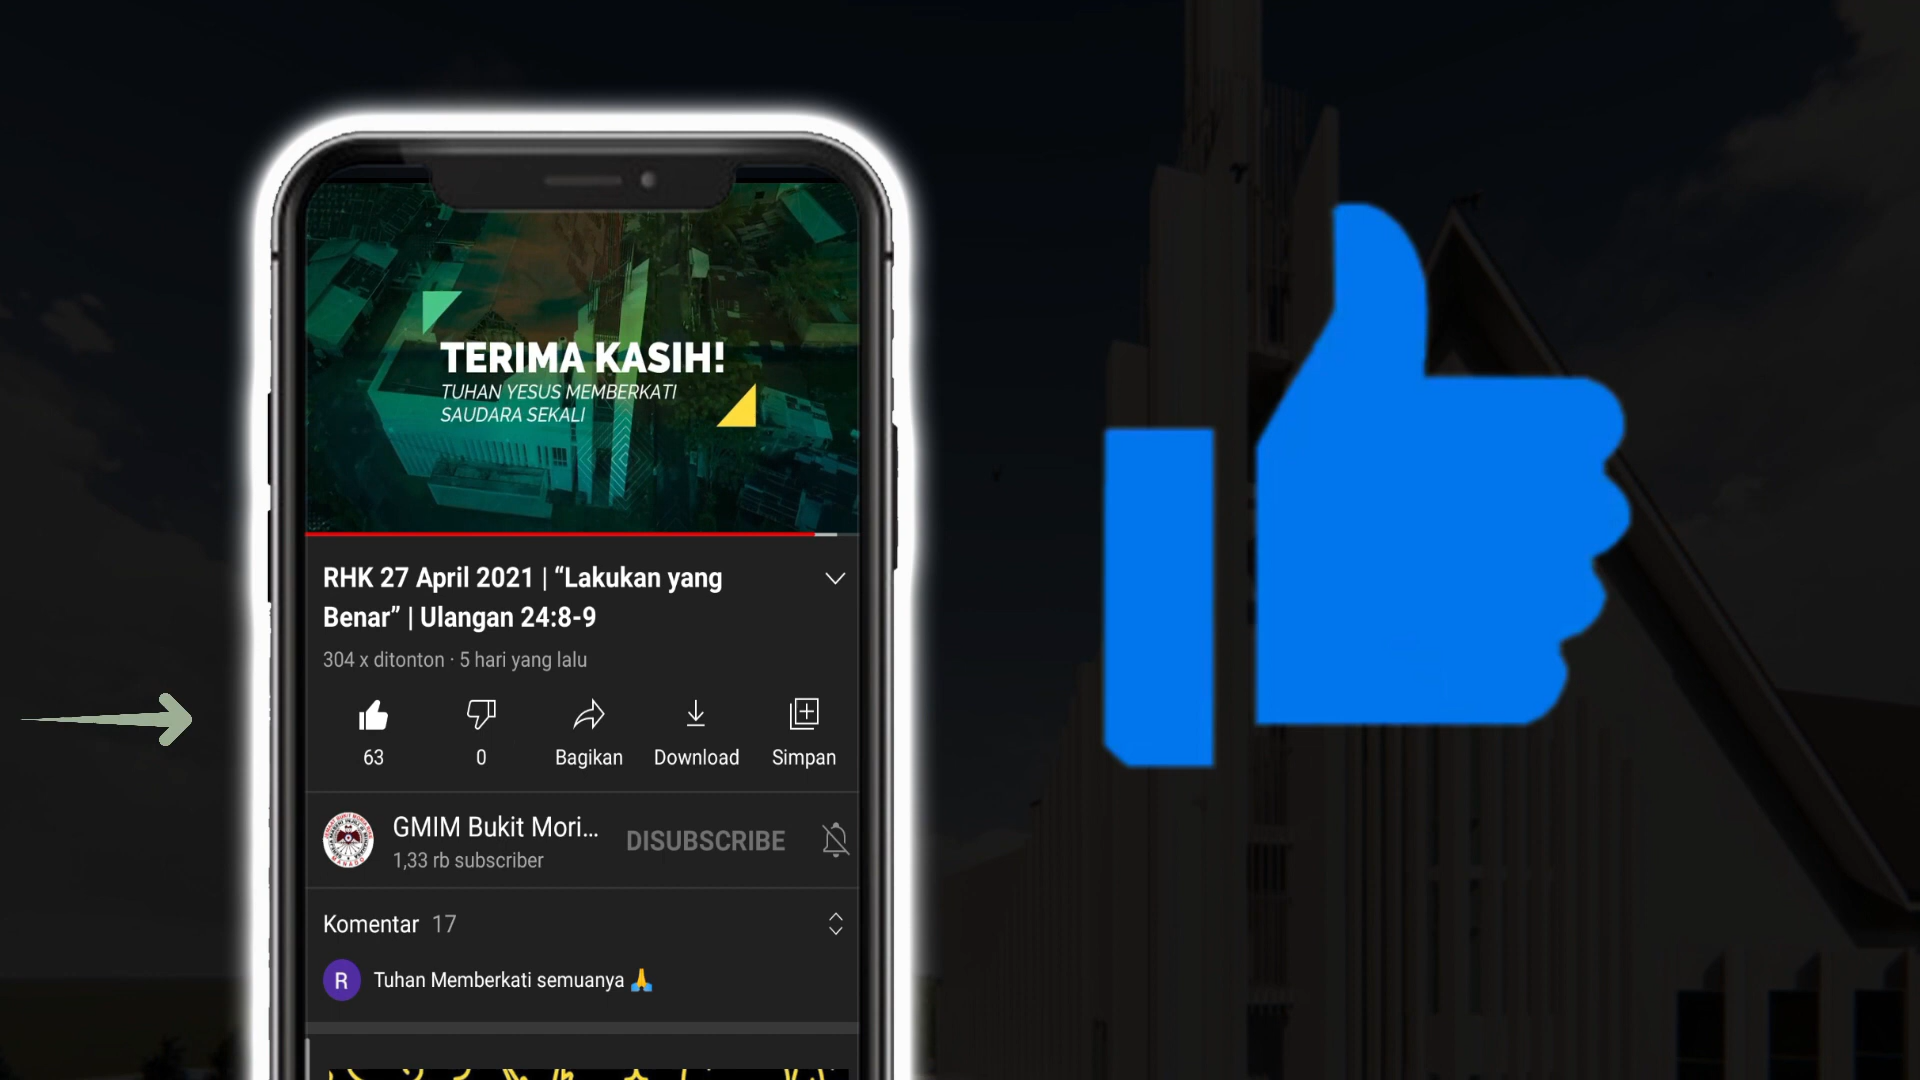 TERIMA KASIH!
TUHAN YESUS MEMBERKATI
SAUDARA SEKALI
RHK 27 April 2021 | “Lakukan yang
Benar” | Ulangan 24:8-9
304 x ditonton · 5 hari yang lalu
63
0
Bagikan
Download
Simpan
GMIM Bukit Mori...
DISUBSCRIBE
1,33 rb subscriber
Komentar 17
R
Tuhan Memberkati semuanya 🙏